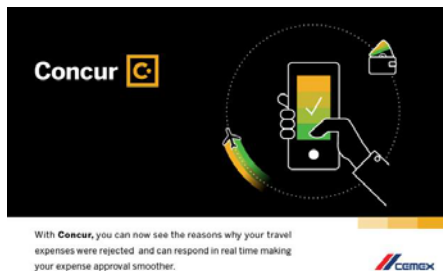 Concur C.
With Concur, you can now see the reasons why your travel
expenses were rejected and can respond in real time making
your expense approval smoother.
CEMEX